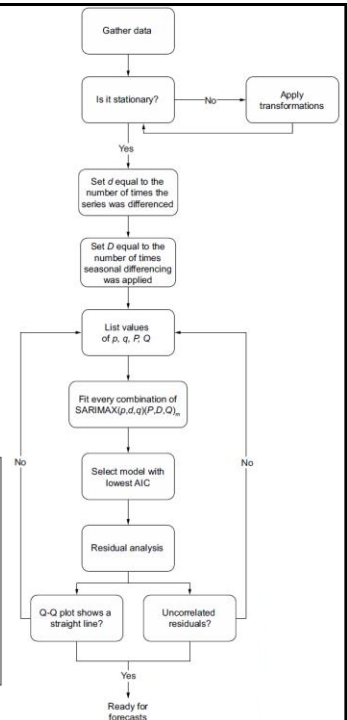 Gather data
Is it stationary?
No
Apply
transformations
Yes
Set d equal to the
number of times the
series was differenced
Set D equal to the
number of times
seasonal differencing
was applied
List values
of p, q, P, Q
Fit every combination of
SARIMAX(p,d,q)(P,D,Q)m
No
No
Select model with
lowest AIC
Residual analysis
Q-Q plot shows a
straight line?
Uncorrelated
residuals?
Yes
Ready for
forecasts